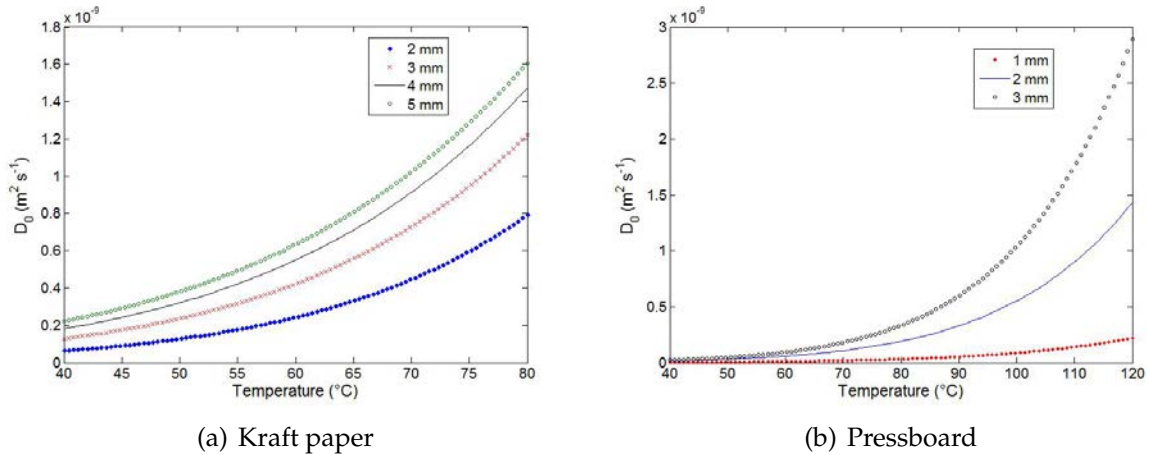 x 10⁻⁹
1.8
1.6
1.4
1.2
1
0.8
0.6
0.4
0.2
0
D₀ (m² s⁻¹)
2 mm
3 mm
4 mm
5 mm
40 45 50 55 60 65 70 75 80
Temperature (°C)
(a) Kraft paper
x 10⁻⁹
3
2.5
2
1.5
1
0.5
0
D₀ (m² s⁻¹)
1 mm
2 mm
3 mm
40 50 60 70 80 90 100 110 120
Temperature (°C)
(b) Pressboard